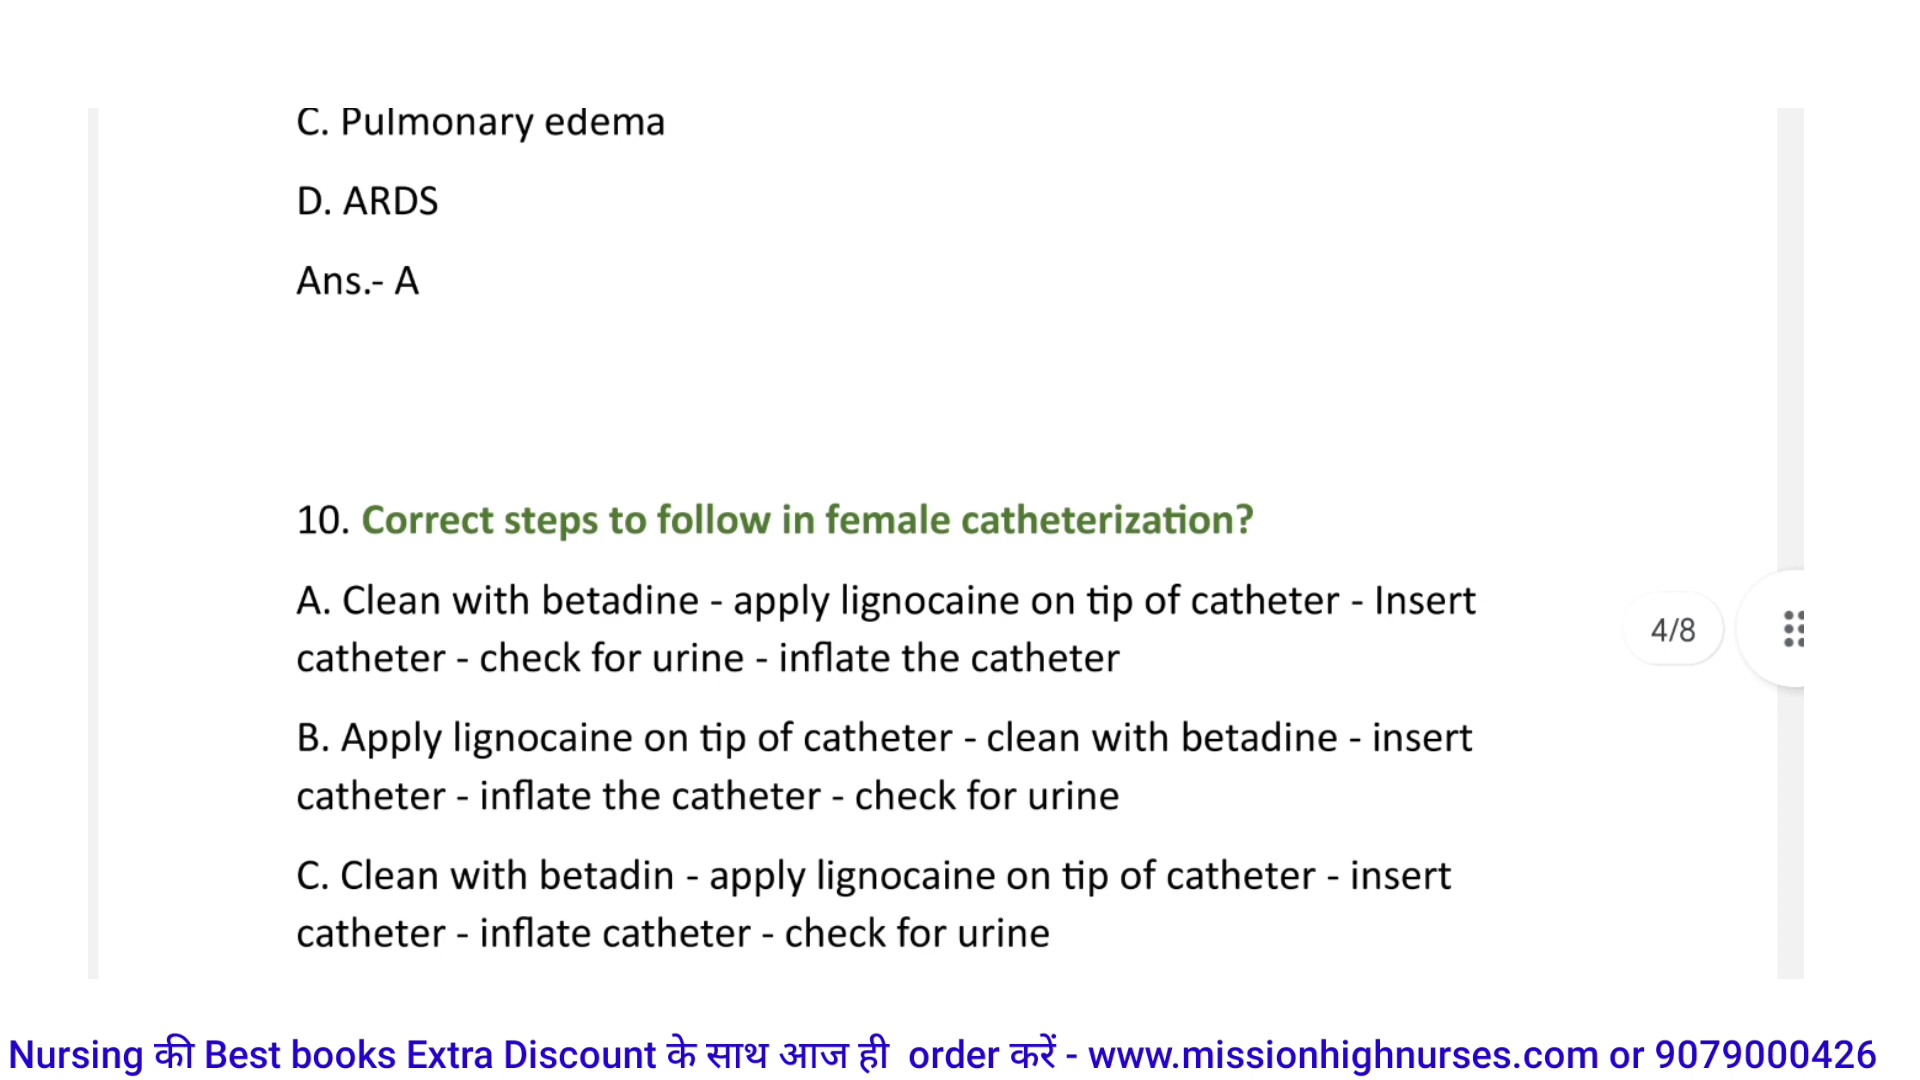 C. Pulmonary edema
D. ARDS
Ans.- A
10. Correct steps to follow in female catheterization?
A. Clean with betadine - apply lignocaine on tip of catheter - Insert
catheter - check for urine - inflate the catheter
4/8
B. Apply lignocaine on tip of catheter - clean with betadine - insert
catheter - inflate the catheter - check for urine
C. Clean with betadin - apply lignocaine on tip of catheter - insert
catheter - inflate catheter - check for urine
Nursing की Best books Extra Discount के साथ आज ही order करें - www.missionhighnurses.com or 9079000426